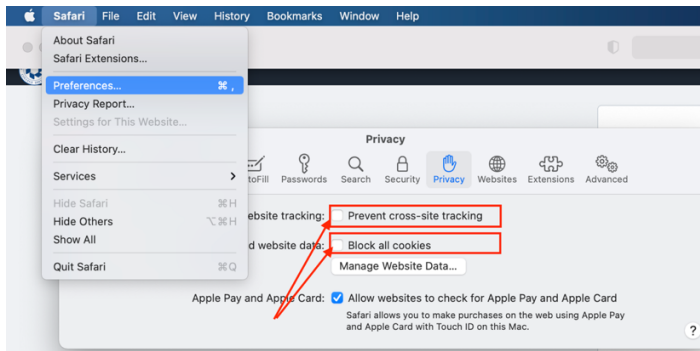 Safari File Edit View History Bookmarks Window Help
About Safari
Safari Extensions...
Preferences... ⌘ ,
Privacy Report...
Settings for This Website...
Clear History...
Services >
Hide Safari ⌘H
Hide Others ⌥⌘H
Show All
Quit Safari ⌘Q
Privacy
Passwords Search Security Privacy Websites Extensions Advanced
tracking: Prevent cross-site tracking
website data: Block all cookies
Manage Website Data...
Apple Pay and Apple Card: Allow websites to check for Apple Pay and Apple Card
Safari allows you to make purchases on the web using Apple Pay
and Apple Card with Touch ID on this Mac.
?